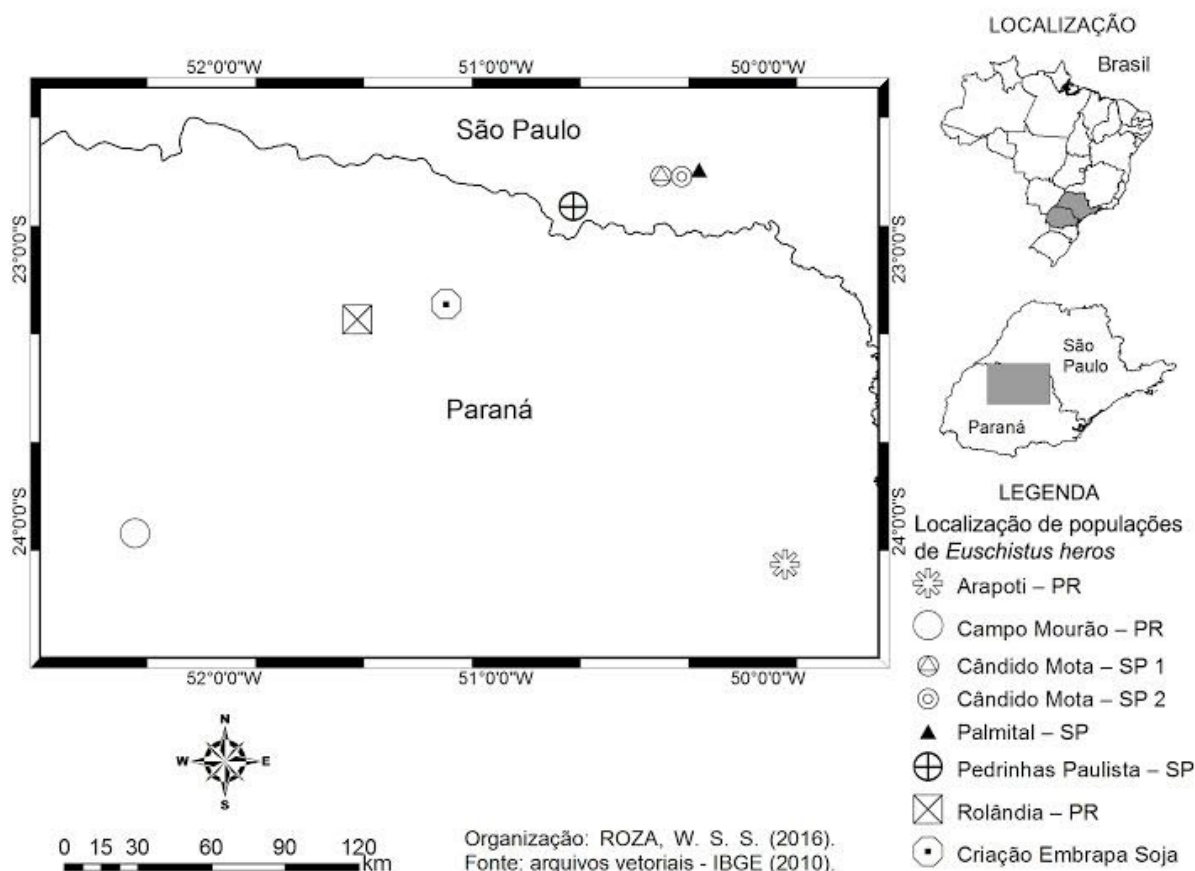 52°0'0"W 51°0'0"W 50°0'0"W
São Paulo
23°0'0"S 23°0'0"S
Paraná
24°0'0"S 24°0'0"S
52°0'0"W 51°0'0"W 50°0'0"W
N
W E
S
0 15 30 60 90 120
km
Organização: ROZA, W. S. S. (2016).
Fonte: arquivos vetoriais - IBGE (2010).
LOCALIZAÇÃO
Brasil
São
Paulo
Paraná
LEGENDA
Localização de populações
de Euschistus heros
Arapoti – PR
Campo Mourão – PR
Cândido Mota – SP 1
Cândido Mota – SP 2
Palmital – SP
Pedrinhas Paulista – SP
Rolândia – PR
Criação Embrapa Soja